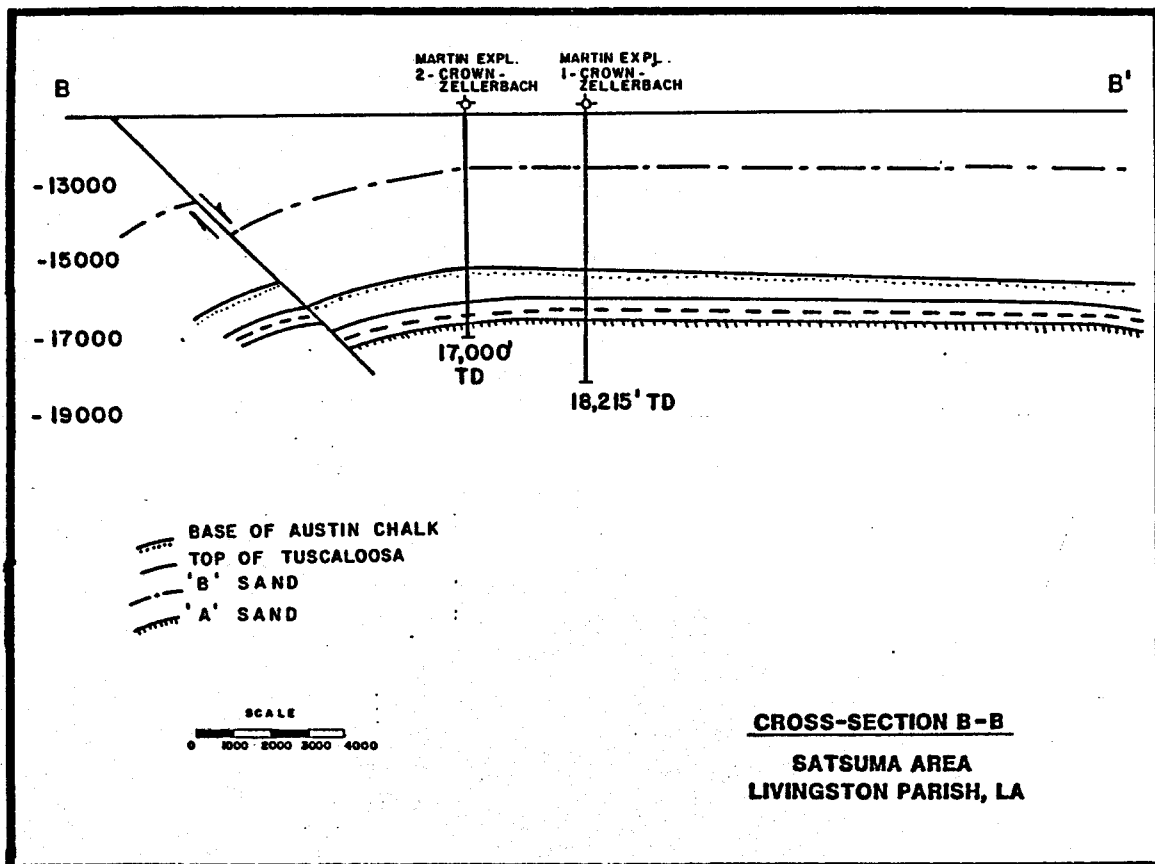 MARTIN EXPL.
2-CROWN-
ZELLERBACH
MARTIN EXPL.
1-CROWN-
ZELLERBACH
B
B'
-13000
-15000
-17000
-19000
17,000'
TD
18,215' TD
BASE OF AUSTIN CHALK
TOP OF TUSCALOOSA
'B' SAND
'A' SAND
SCALE
0 1000 2000 3000 4000
CROSS-SECTION B-B
SATSUMA AREA
LIVINGSTON PARISH, LA